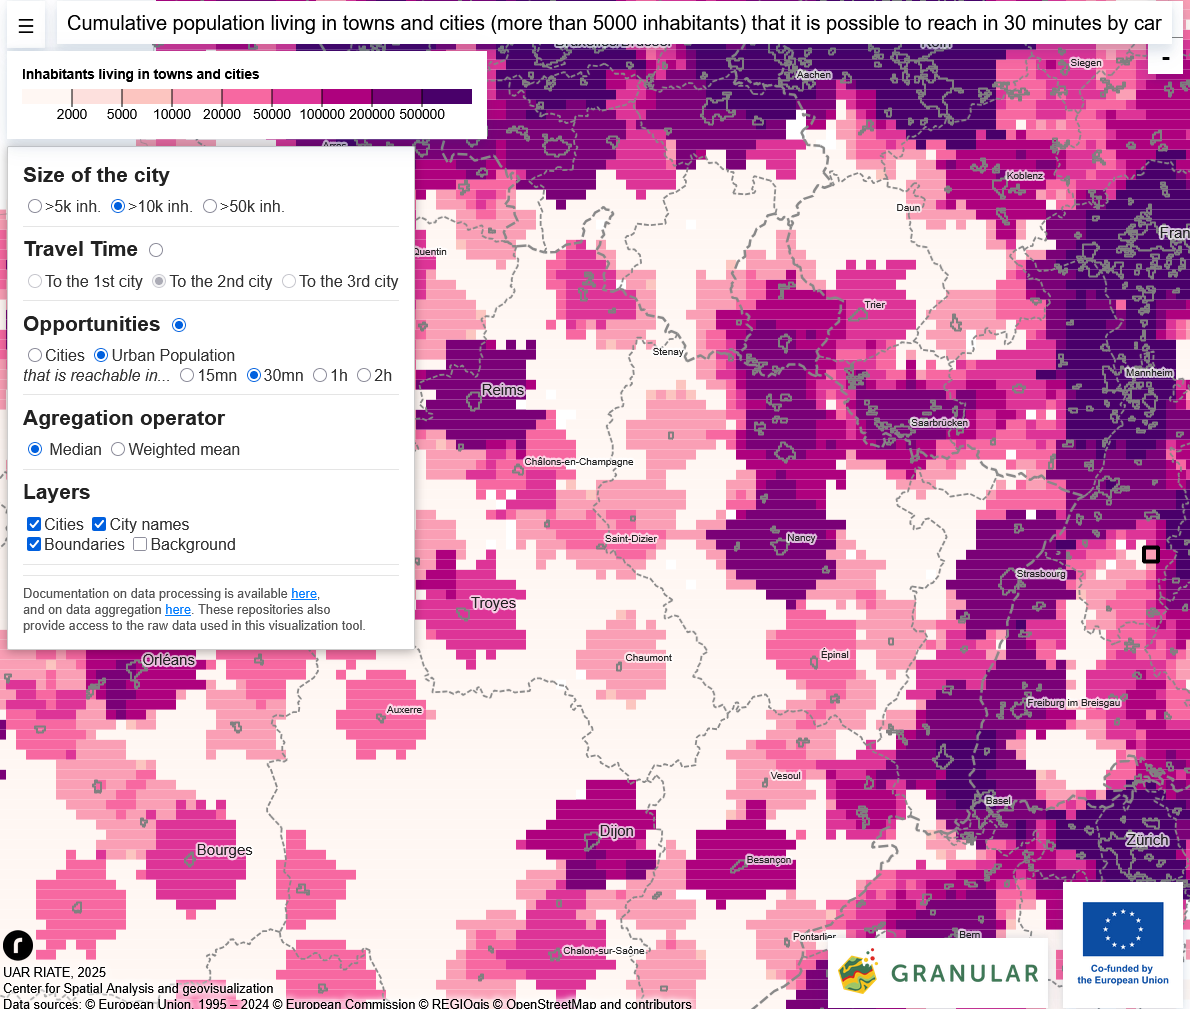 ☰ Cumulative population living in towns and cities (more than 5000 inhabitants) that it is possible to reach in 30 minutes by car
-
Inhabitants living in towns and cities
2000 5000 10000 20000 50000 100000 200000 500000
Size of the city
>5k inh. >10k inh. >50k inh.
Travel Time
To the 1st city To the 2nd city To the 3rd city
Opportunities
Cities Urban Population
that is reachable in... 15mn 30mn 1h 2h
Agregation operator
Median Weighted mean
Layers
Cities City names
Boundaries Background
Documentation on data processing is available here,
and on data aggregation here. These repositories also
provide access to the raw data used in this visualization tool.
Siegen
Aachen
Koblenz
Daun
Fran
Quentin
Trier
Stenay
Mannheim
Reims
Saarbrücken
Châlons-en-Champagne
Saint-Dizier
Nancy
Strasbourg
Troyes
Épinal
Chaumont
Orléans
Freiburg im Breisgau
Auxerre
Vesoul
Basel
Dijon
Zürich
Bourges
Besançon
Pontarlier
Bern
Chalon-sur-Saône
r
UAR RIATE, 2025
Center for Spatial Analysis and geovisualization
Data sources: © European Union, 1995 – 2024 © European Commission © REGIOgis © OpenStreetMap and contributors
GRANULAR
Co-funded by
the European Union